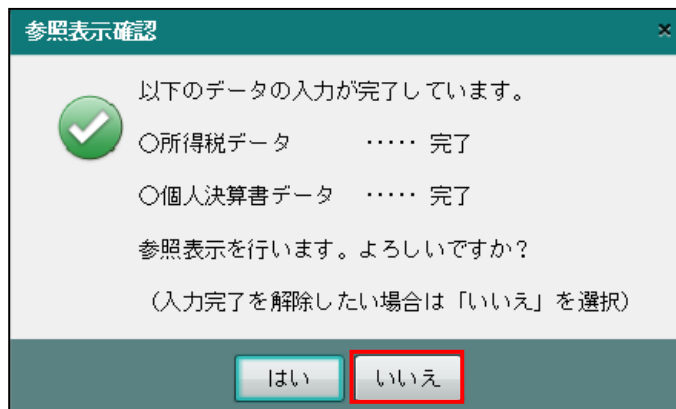 参照表示確認
以下のデータの入力が完了しています。
○所得税データ ・・・・・ 完了
○個人決算書データ ・・・・・ 完了
参照表示を行います。よろしいですか？
（入力完了を解除したい場合は「いいえ」を選択）
はい いいえ